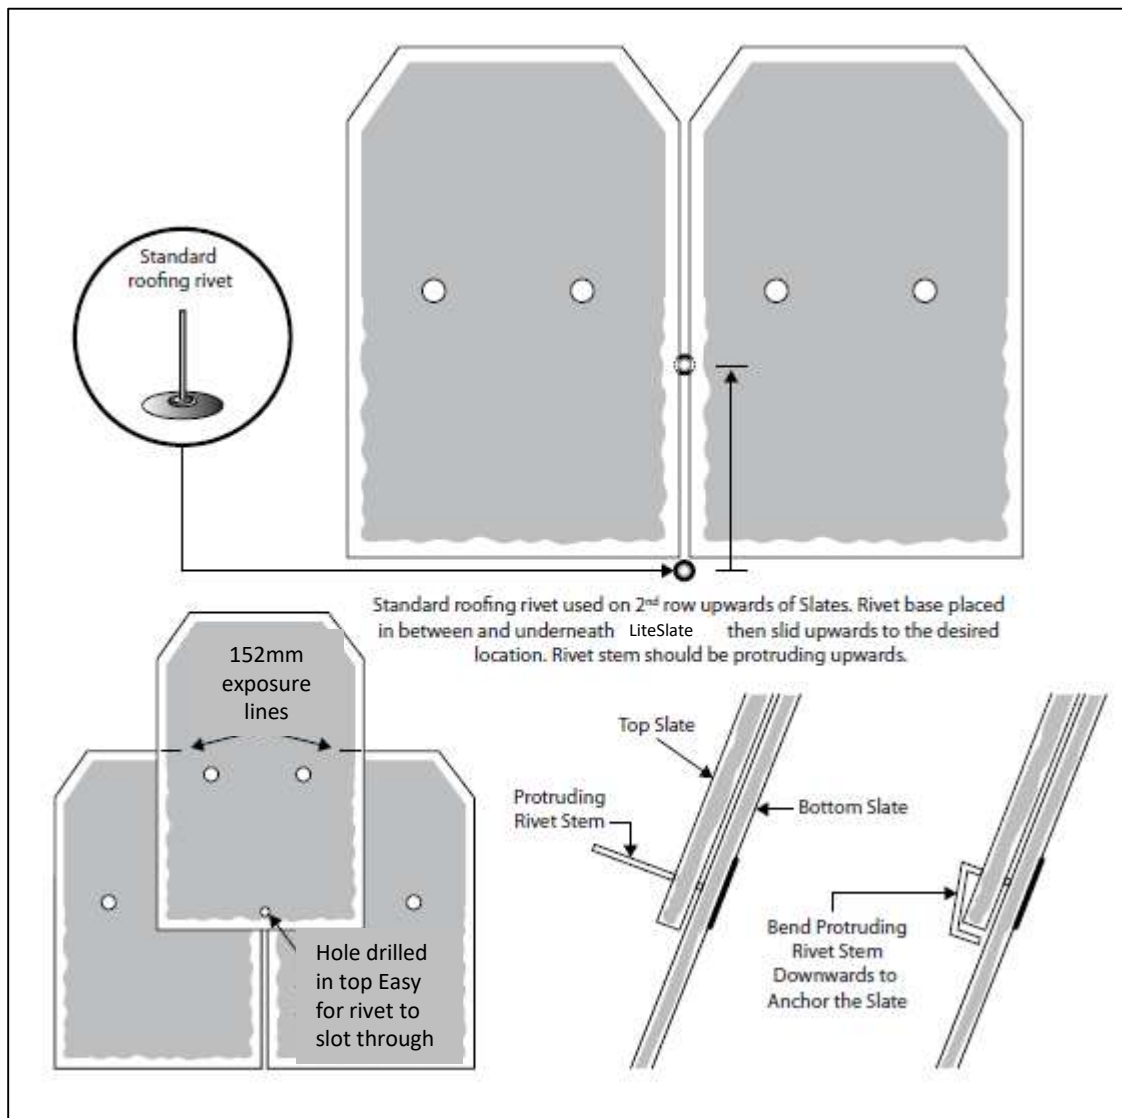 Standard
roofing rivet
Standard roofing rivet used on 2nd row upwards of Slates. Rivet base placed
in between and underneath LiteSlate then slid upwards to the desired
location. Rivet stem should be protruding upwards.
152mm
exposure
lines
Hole drilled
in top Easy
for rivet to
slot through
Top Slate
Protruding
Rivet Stem
Bottom Slate
Bend Protruding
Rivet Stem
Downwards to
Anchor the Slate